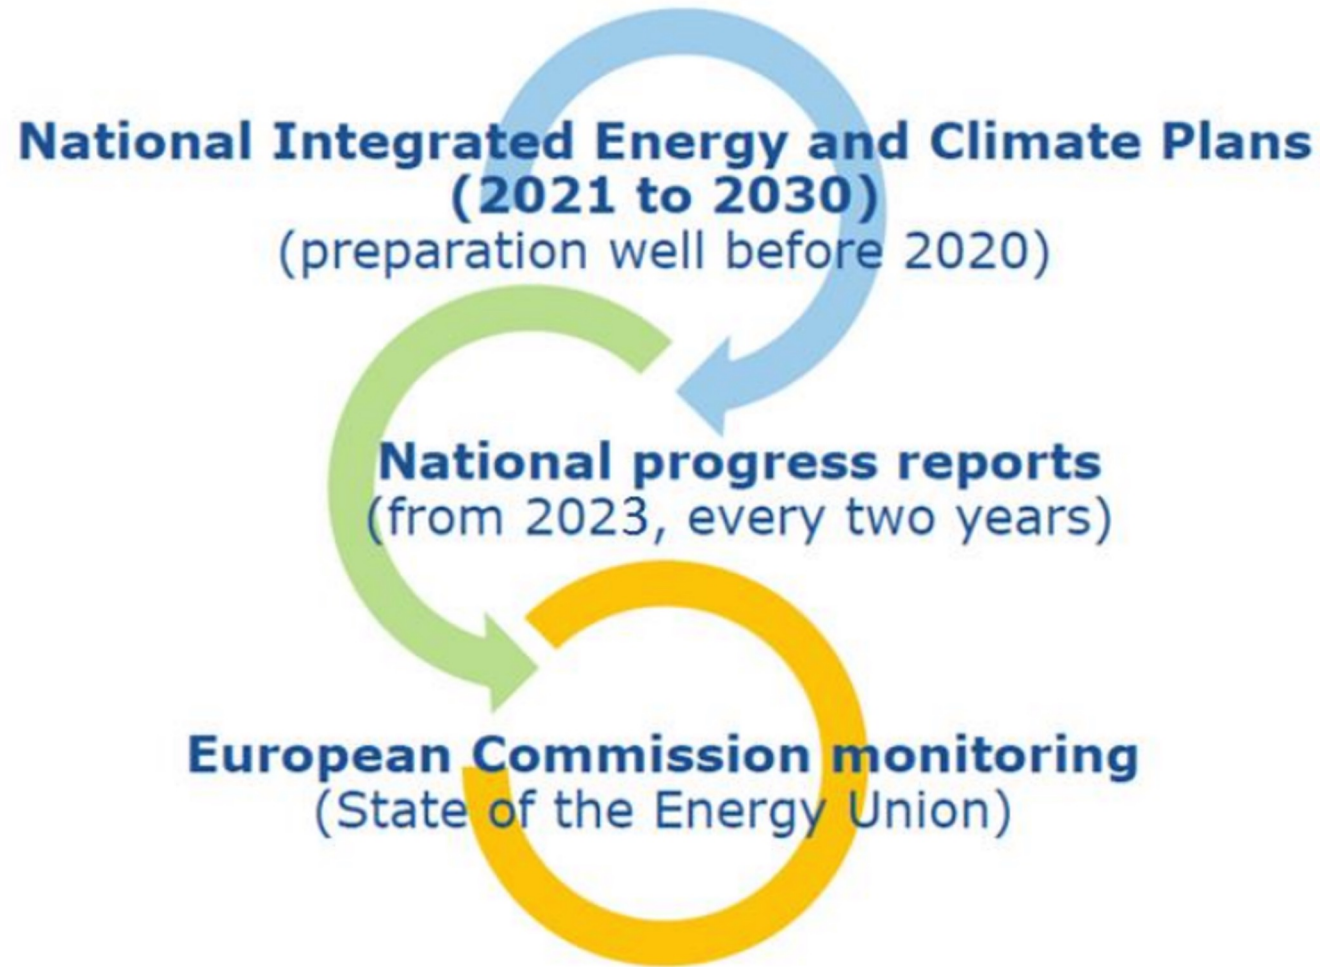 National Integrated Energy and Climate Plans
(2021 to 2030)
(preparation well before 2020)
National progress reports
(from 2023, every two years)
European Commission monitoring
(State of the Energy Union)